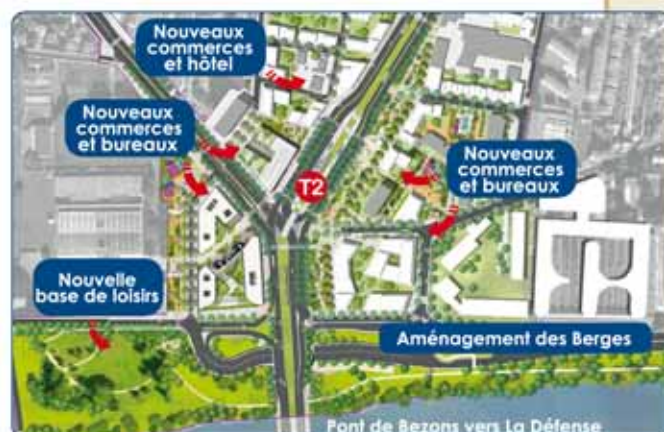 Nouveaux
commerces
et hôtel
Nouveaux
commerces
et bureaux
T2
Nouveaux
commerces
et bureaux
Nouvelle
base de loisirs
Aménagement des Berges
Pont de Bezons vers La Défense